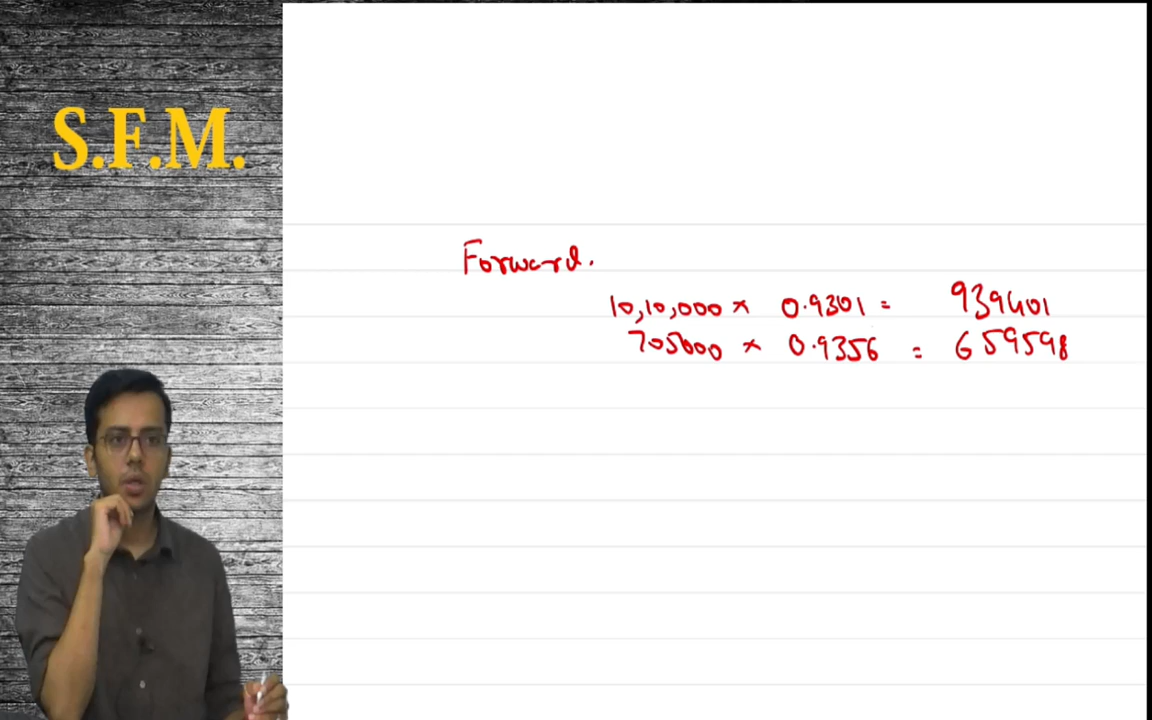 S.F.M.
Forward.
10,10,000 × 0.9301 = 939401
705000 × 0.9356 = 659598